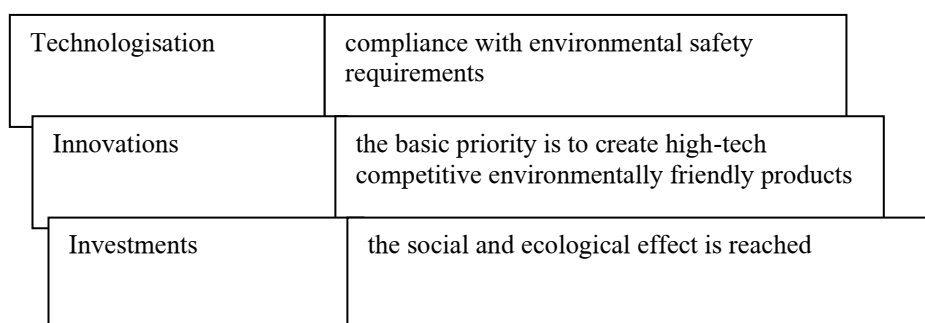 Technologisation
compliance with environmental safety
requirements
Innovations
the basic priority is to create high-tech
competitive environmentally friendly products
Investments
the social and ecological effect is reached